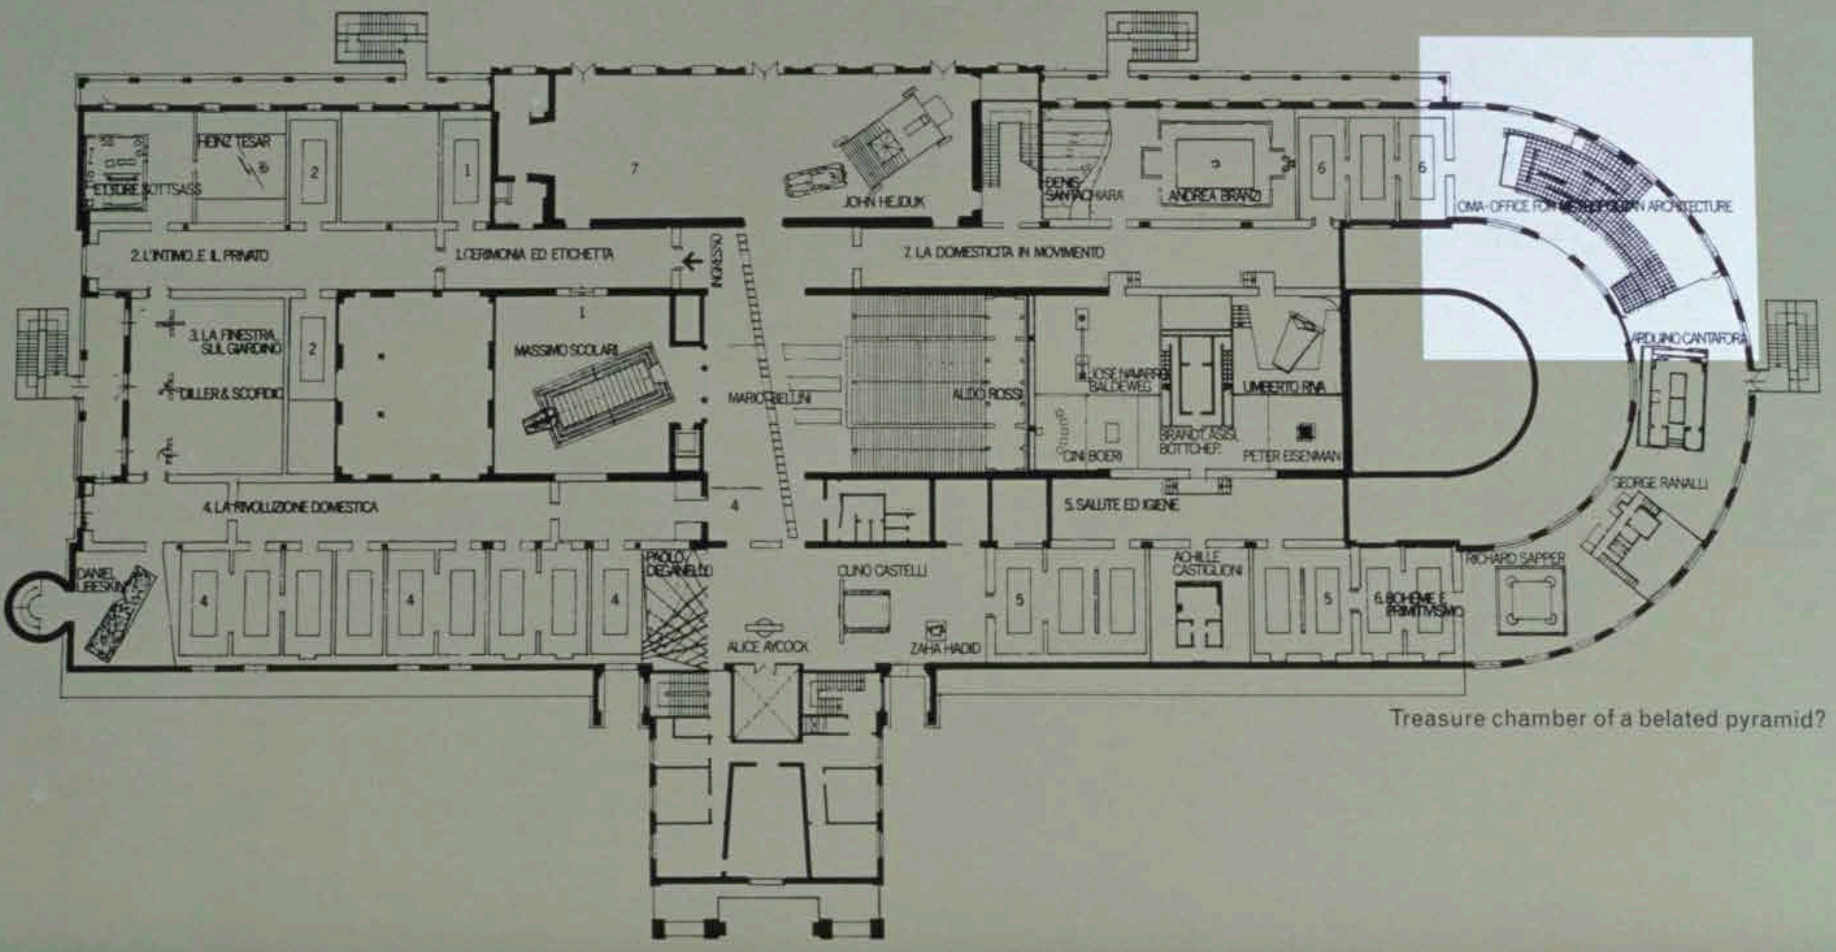 HEINZ TESAR
ETTORE SOTTSASS
2
1
7
JOHN HEJDUK
DENIS
SANTACHIARA
ANDREA BRANZI
6
6
OMA-OFFICE FOR METROPOLITAN ARCHITECTURE
2. L'INTIMO E IL PRIVATO
1. CERIMONIA ED ETICHETTA
INGRESSO
7. LA DOMESTICITA IN MOVIMENTO
3. LA FINESTRA
SUL GIARDINO
2
1
MASSIMO SCOLARI
DILLER & SCOFIDIO
MARIO BELLINI
ALDO ROSSI
JOSE NAVARRO
BALDEWEG
UMBERTO RIVA
ARDUINO CANTAFORA
CINI BOERI
BRANDT, ASISI,
BOTTCHER.
PETER EISENMAN
GEORGE RANALLI
4. LA RIVOLUZIONE DOMESTICA
4
5. SALUTE ED IGIENE
DANIEL
LIBESKIND
4
4
4
PAOLO
DEGANELLO
CLINO CASTELLI
ALICE AYCOCK
ZAHA HADID
5
ACHILLE
CASTIGLIONI
5
6. BOHEME E
PRIMITIVISMO
RICHARD SAPPER
Treasure chamber of a belated pyramid?